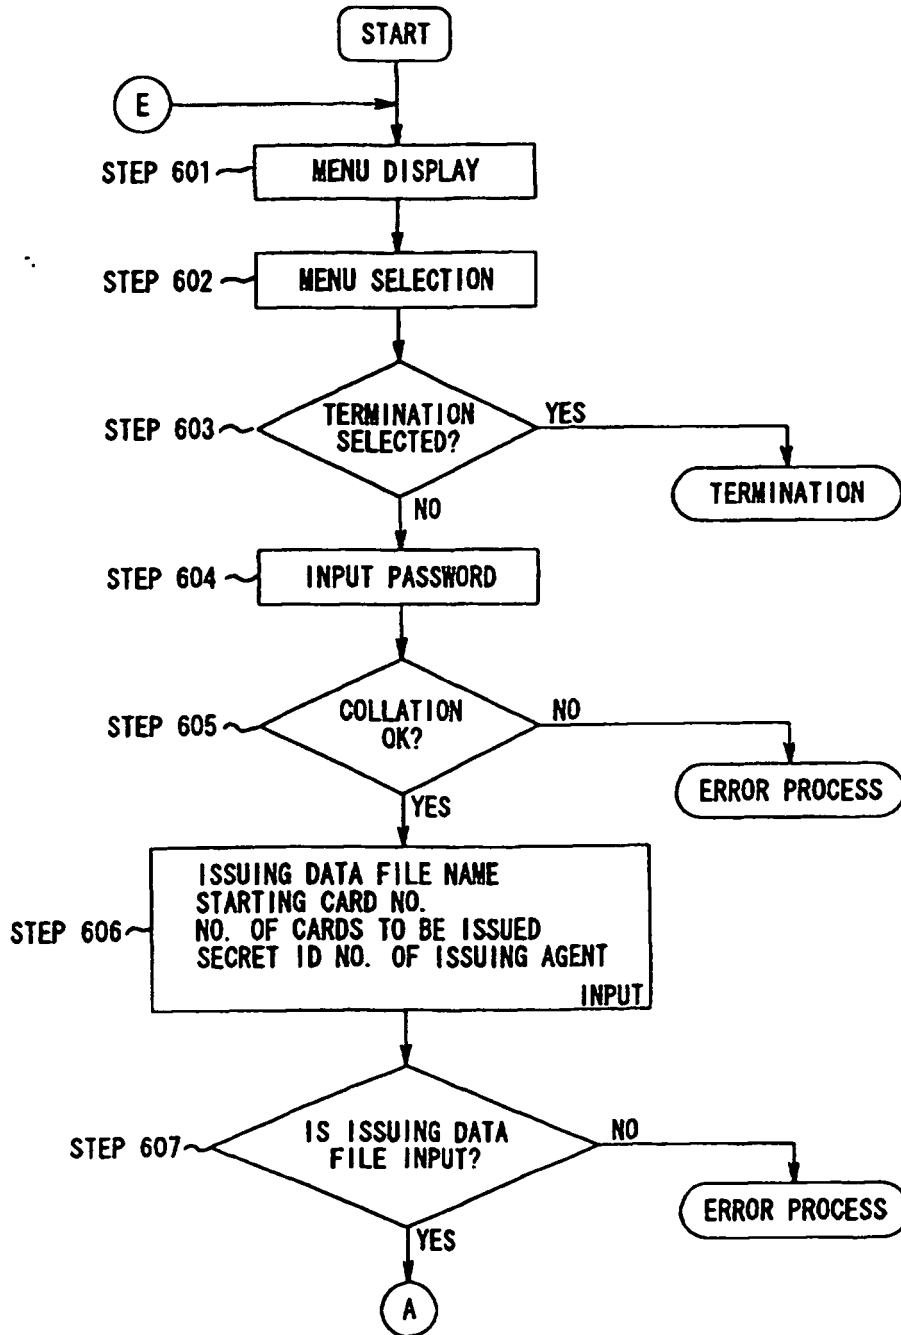 START
E
STEP 601
MENU DISPLAY
STEP 602
MENU SELECTION
STEP 603
TERMINATION
SELECTED?
YES
TERMINATION
NO
STEP 604
INPUT PASSWORD
STEP 605
COLLATION
OK?
NO
ERROR PROCESS
YES
STEP 606
ISSUING DATA FILE NAME
STARTING CARD NO.
NO. OF CARDS TO BE ISSUED
SECRET ID NO. OF ISSUING AGENT
INPUT
STEP 607
IS ISSUING DATA
FILE INPUT?
NO
ERROR PROCESS
YES
A